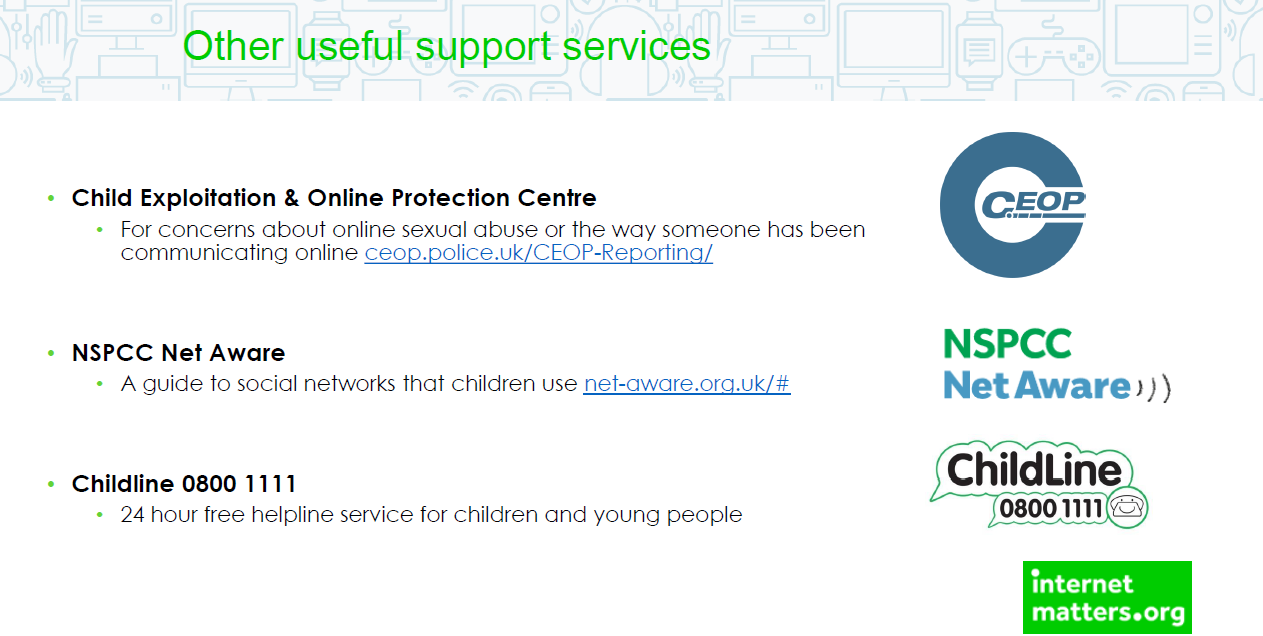 Other useful support services
• Child Exploitation & Online Protection Centre
• For concerns about online sexual abuse or the way someone has been
communicating online ceop.police.uk/CEOP-Reporting/
CEOP
• NSPCC Net Aware
• A guide to social networks that children use net-aware.org.uk/#
NSPCC
Net Aware
• Childline 0800 1111
• 24 hour free helpline service for children and young people
ChildLine
0800 1111
internet
matters.org